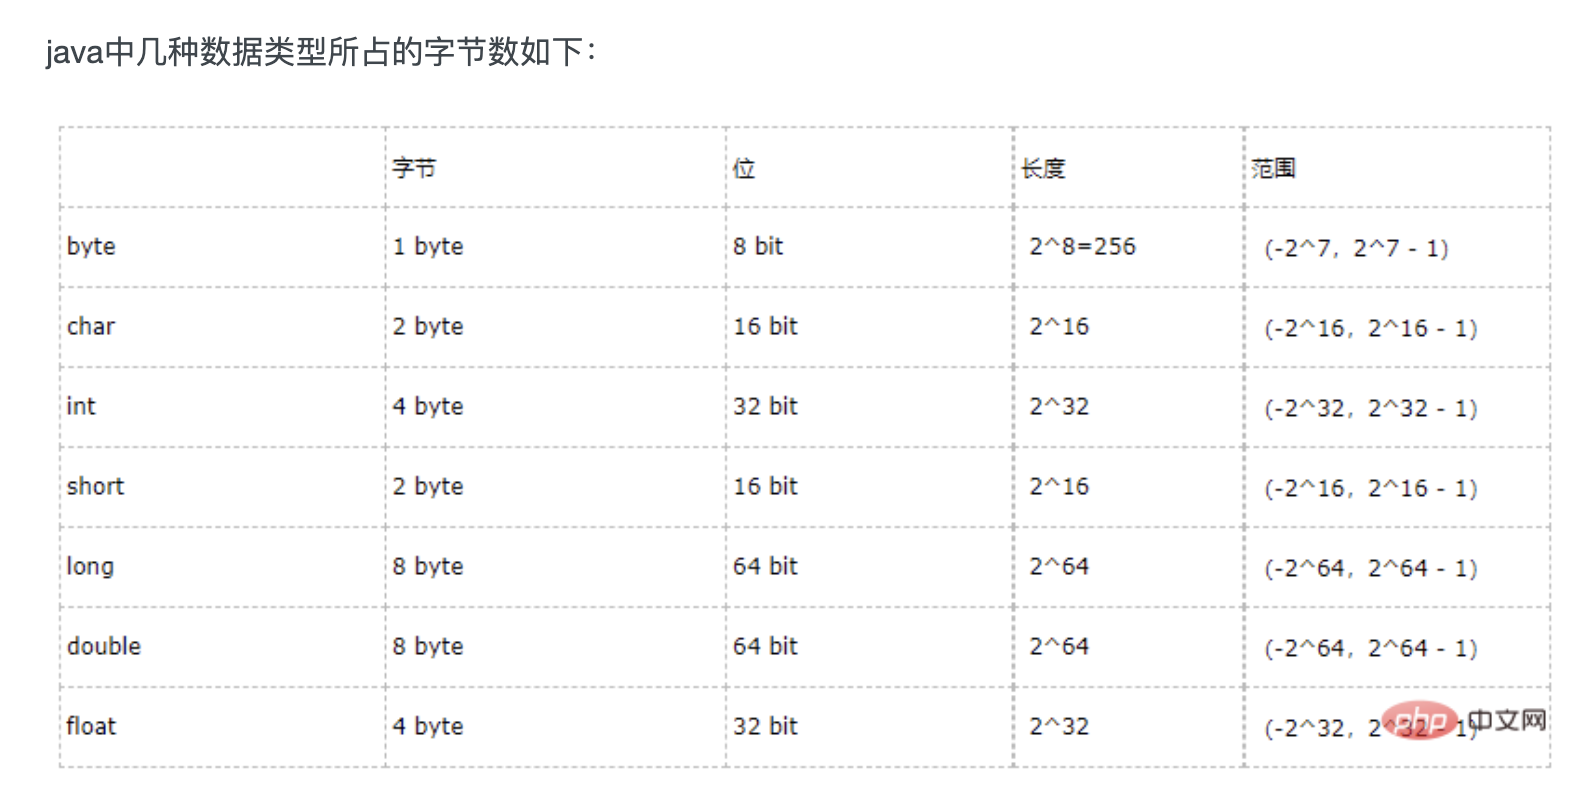 java中几种数据类型所占的字节数如下：
字节 位 长度 范围
byte 1 byte 8 bit 2^8=256 (-2^7, 2^7 - 1)
char 2 byte 16 bit 2^16 (-2^16, 2^16 - 1)
int 4 byte 32 bit 2^32 (-2^32, 2^32 - 1)
short 2 byte 16 bit 2^16 (-2^16, 2^16 - 1)
long 8 byte 64 bit 2^64 (-2^64, 2^64 - 1)
double 8 byte 64 bit 2^64 (-2^64, 2^64 - 1)
float 4 byte 32 bit 2^32 (-2^32, 2^32 - 1)
php 中文网